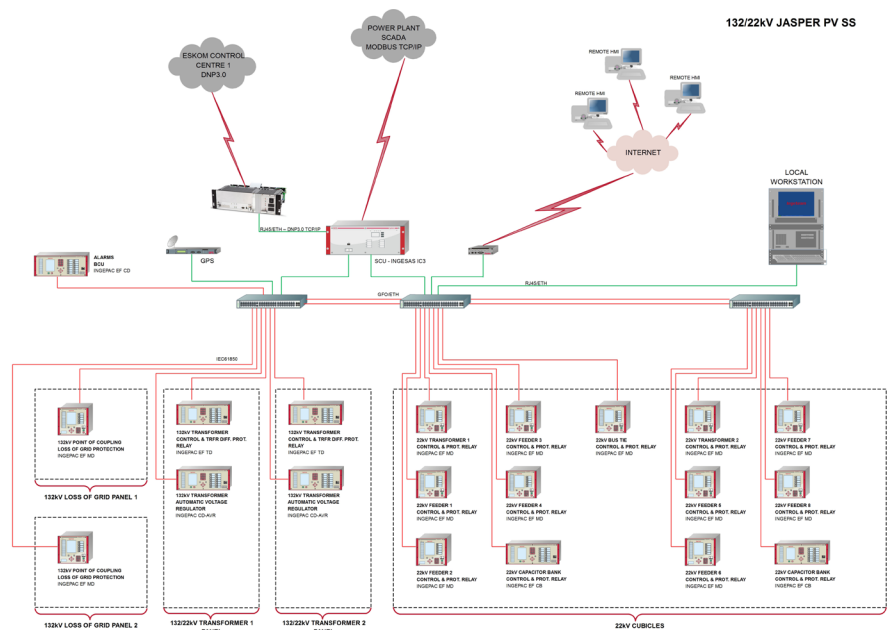 132/22kV JASPER PV SS
ESKOM CONTROL
CENTRE 1
DNP3.0
POWER PLANT
SCADA
MODBUS TCP/IP
REMOTE HMI
REMOTE HMI
REMOTE HMI
INTERNET
LOCAL
WORKSTATION
RJ45/ETH – DNP3.0 TCP/IP
ALARMS
BCU
INGEPAC EF CD
GPS
SCU - INGESAS IC3
RJ45/ETH
GFO/ETH
IEC61850
132kV POINT OF COUPLING
LOSS OF GRID PROTECTION
INGEPAC EF MD
132kV LOSS OF GRID PANEL 1
132kV POINT OF COUPLING
LOSS OF GRID PROTECTION
INGEPAC EF MD
132kV LOSS OF GRID PANEL 2
132kV TRANSFORMER
CONTROL & TRFR DIFF. PROT.
RELAY
INGEPAC EF TD
132kV TRANSFORMER
AUTOMATIC VOLTAGE
REGULATOR
INGEPAC CD-AVR
132/22kV TRANSFORMER 1
132kV TRANSFORMER
CONTROL & TRFR DIFF. PROT.
RELAY
INGEPAC EF TD
132kV TRANSFORMER
AUTOMATIC VOLTAGE
REGULATOR
INGEPAC CD-AVR
132/22kV TRANSFORMER 2
22kV TRANSFORMER 1
CONTROL & PROT. RELAY
INGEPAC EF MD
22kV FEEDER 1
CONTROL & PROT. RELAY
INGEPAC EF MD
22kV FEEDER 2
CONTROL & PROT. RELAY
INGEPAC EF MD
22kV FEEDER 3
CONTROL & PROT. RELAY
INGEPAC EF MD
22kV FEEDER 4
CONTROL & PROT. RELAY
INGEPAC EF MD
22kV CAPACITOR BANK
CONTROL & PROT. RELAY
INGEPAC EF CB
22kV BUS TIE
CONTROL & PROT. RELAY
INGEPAC EF MD
22kV TRANSFORMER 2
CONTROL & PROT. RELAY
INGEPAC EF MD
22kV FEEDER 5
CONTROL & PROT. RELAY
INGEPAC EF MD
22kV FEEDER 6
CONTROL & PROT. RELAY
INGEPAC EF MD
22kV FEEDER 7
CONTROL & PROT. RELAY
INGEPAC EF MD
22kV FEEDER 8
CONTROL & PROT. RELAY
INGEPAC EF MD
22kV CAPACITOR BANK
CONTROL & PROT. RELAY
INGEPAC EF CB
22kV CUBICLES